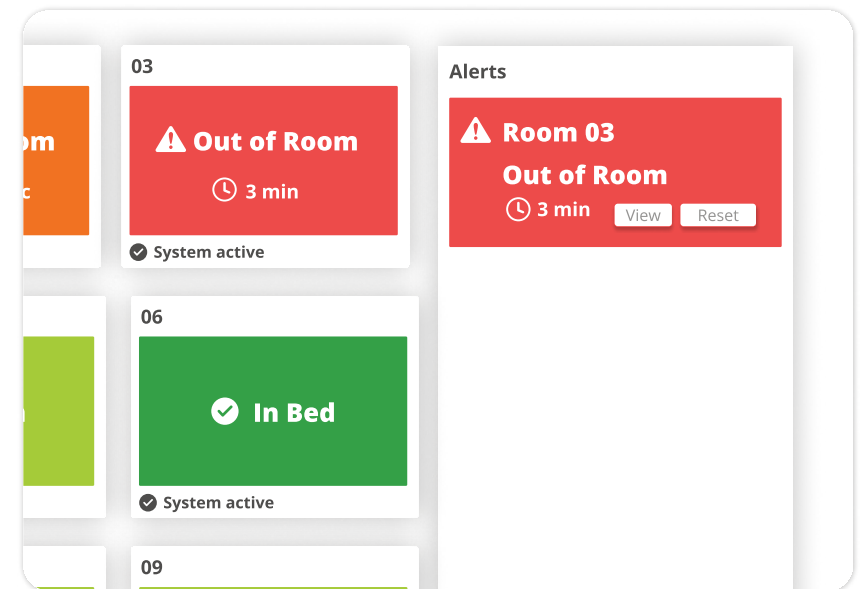 03
Out of Room
3 min
System active
06
In Bed
System active
09
Alerts
Room 03
Out of Room
3 min
View
Reset